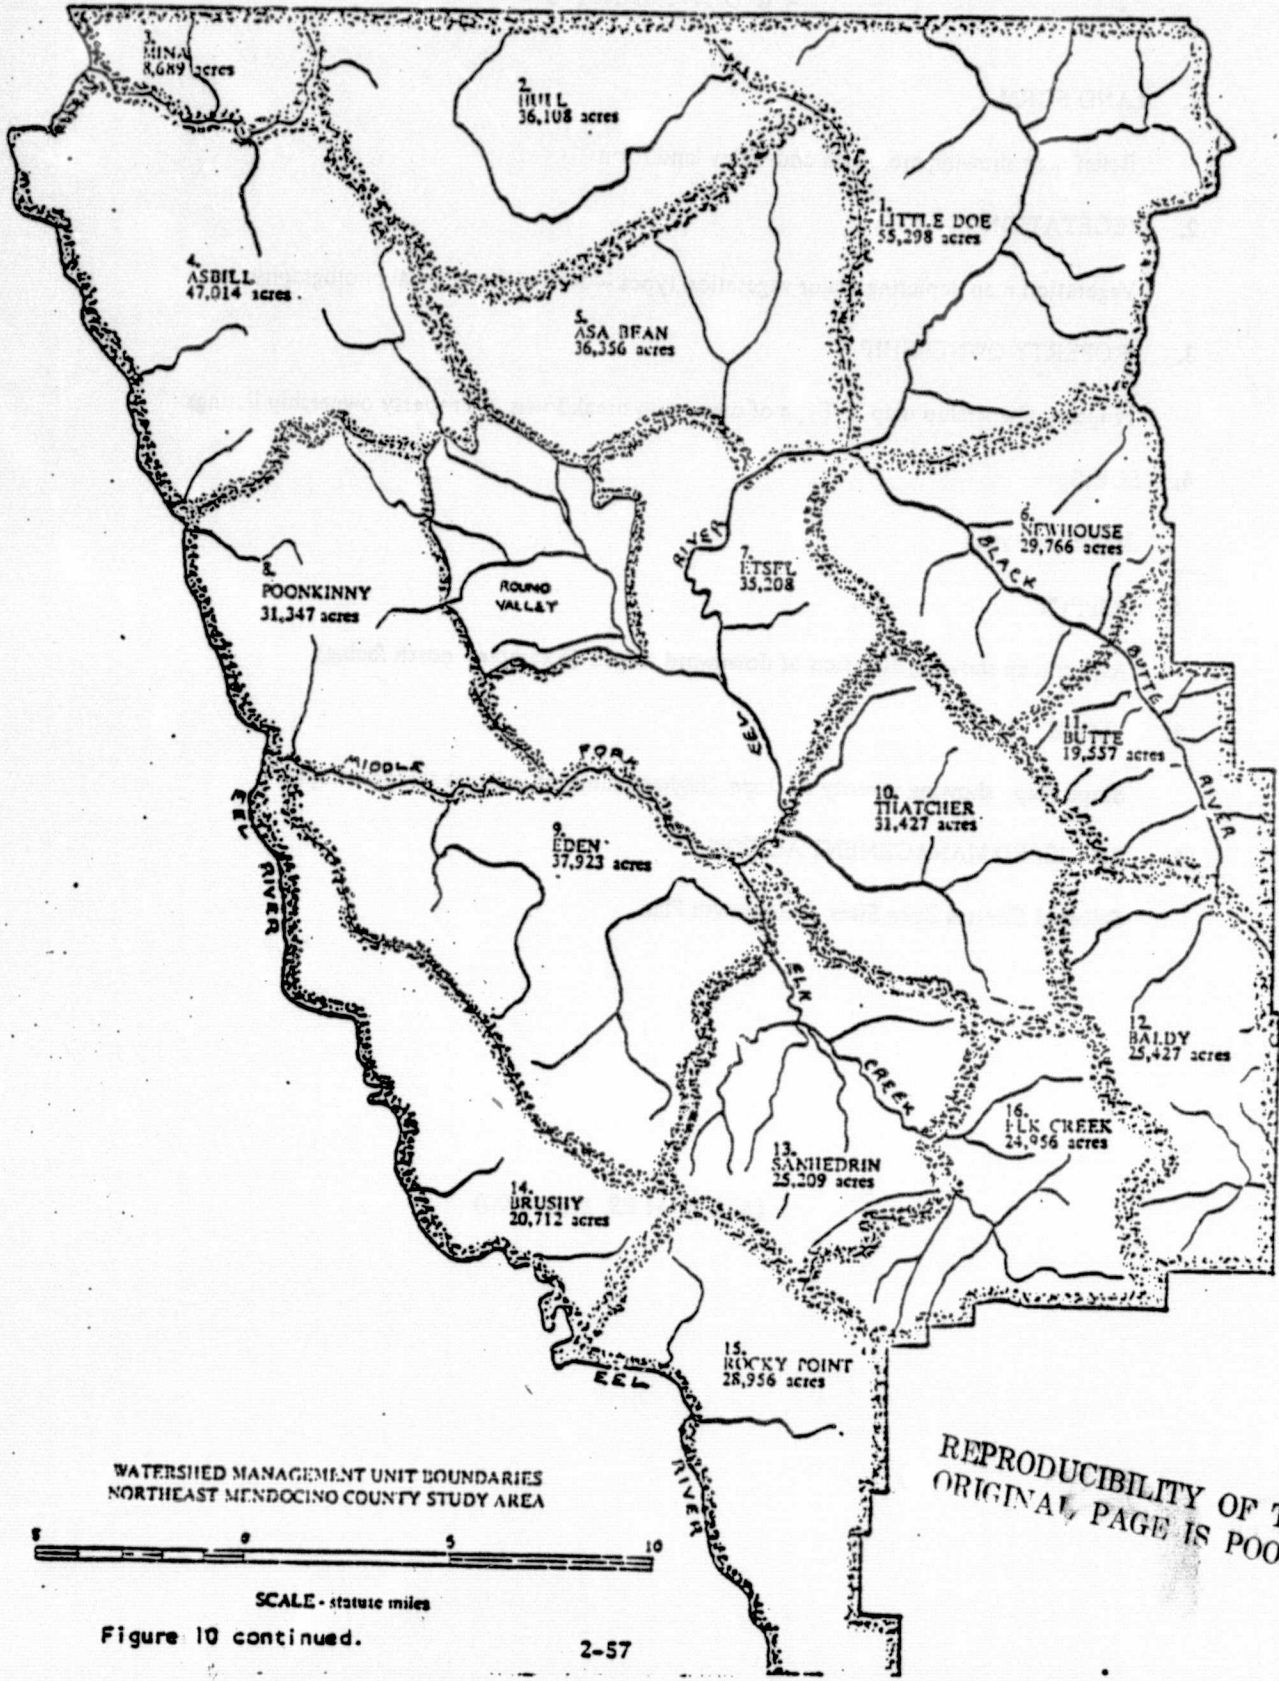 3.
MINA
8,689 acres
2.
HULL
36,108 acres
1.
LITTLE DOE
55,298 acres
4.
ASBILL
47,014 acres
5.
ASA BEAN
36,356 acres
6.
NEWHOUSE
29,766 acres
RIVER
BLACK
7.
ETSEL
35,208
8.
POONKINNY
31,347 acres
ROUND
VALLEY
BUTTE
11.
BUTTE
19,557 acres
RIVER
EEL
MIDDLE
FORK
10.
THATCHER
31,427 acres
EEL
RIVER
9.
EDEN
37,923 acres
ELK
CREEK
12.
BALDY
25,427 acres
16.
ELK CREEK
24,956 acres
13.
SANHEDRIN
25,209 acres
14.
BRUSHY
20,712 acres
15.
ROCKY POINT
28,956 acres
EEL
RIVER
WATERSHED MANAGEMENT UNIT BOUNDARIES
NORTHEAST MENDOCINO COUNTY STUDY AREA
5 0 5 10
SCALE - statute miles
Figure 10 continued.
2-57
REPRODUCIBILITY OF
ORIGINAL PAGE IS